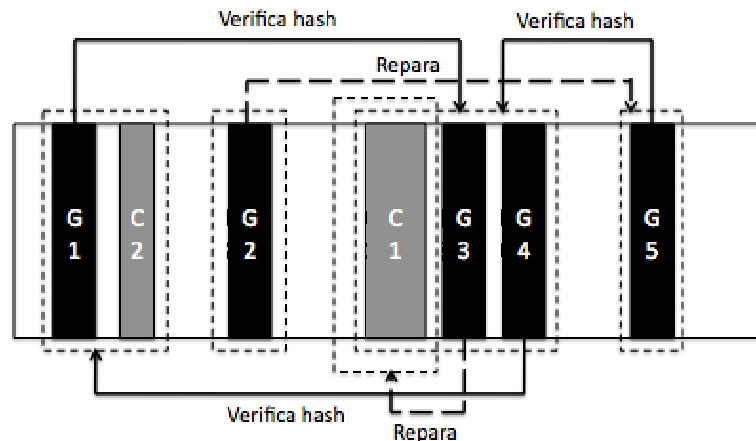 Verifica hash
Verifica hash
Repara
G C G C G G G
1 2 2 1 3 4 5
Verifica hash
Repara